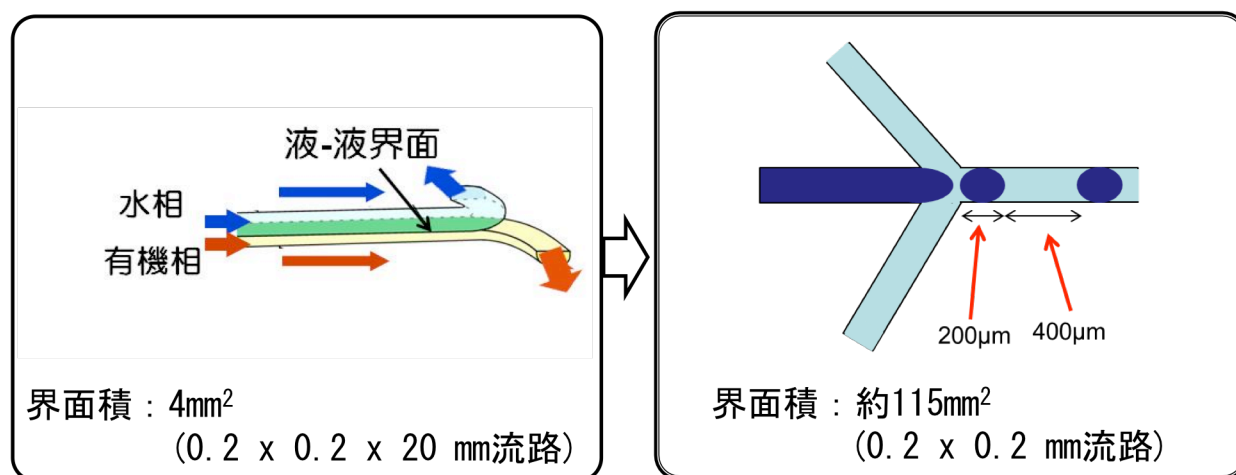 液-液界面
水相
有機相
界面積：4mm²
(0.2 x 0.2 x 20 mm流路)
200μm 400μm
界面積：約115mm²
(0.2 x 0.2 mm流路)